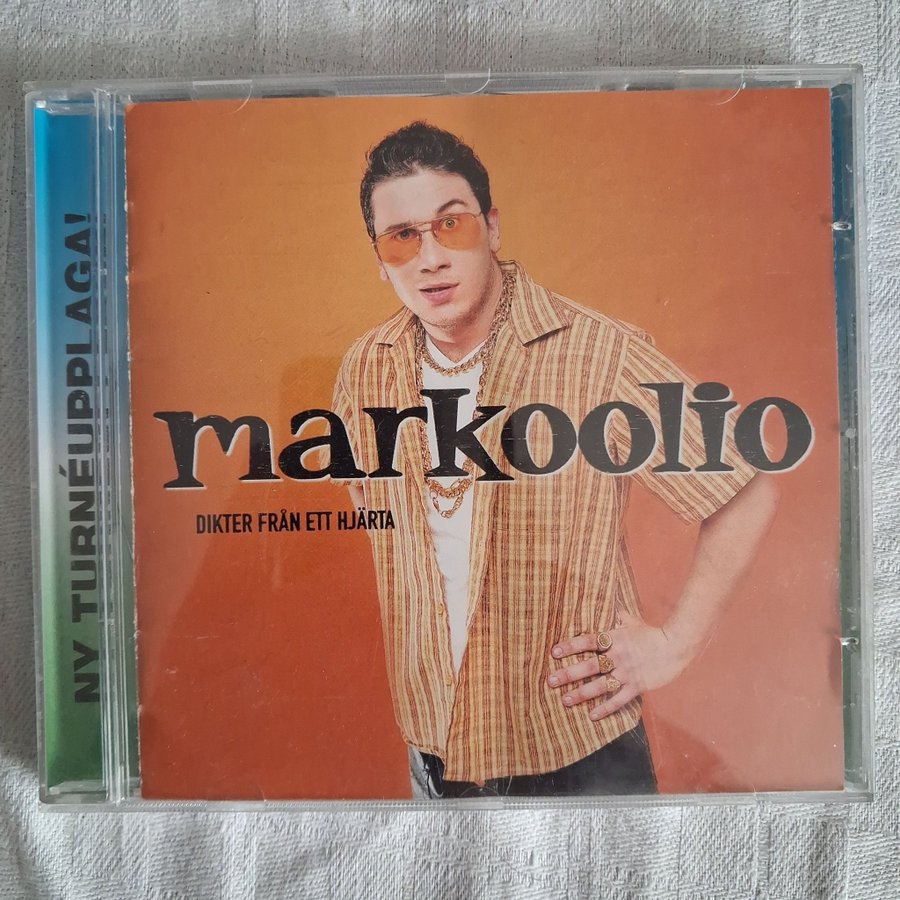 NY TURNÉUPPLAGA!
markoolio
DIKTER FRÅN ETT HJÄRTA